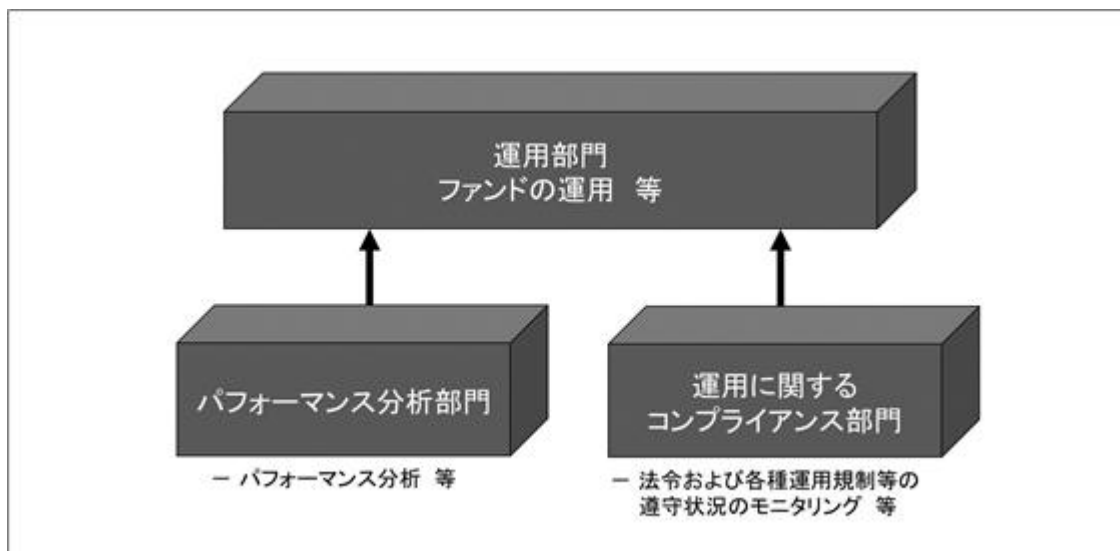 運用部門
ファンドの運用 等
パフォーマンス分析部門
運用に関する
コンプライアンス部門
－ パフォーマンス分析 等
－ 法令および各種運用規制等の
遵守状況のモニタリング 等